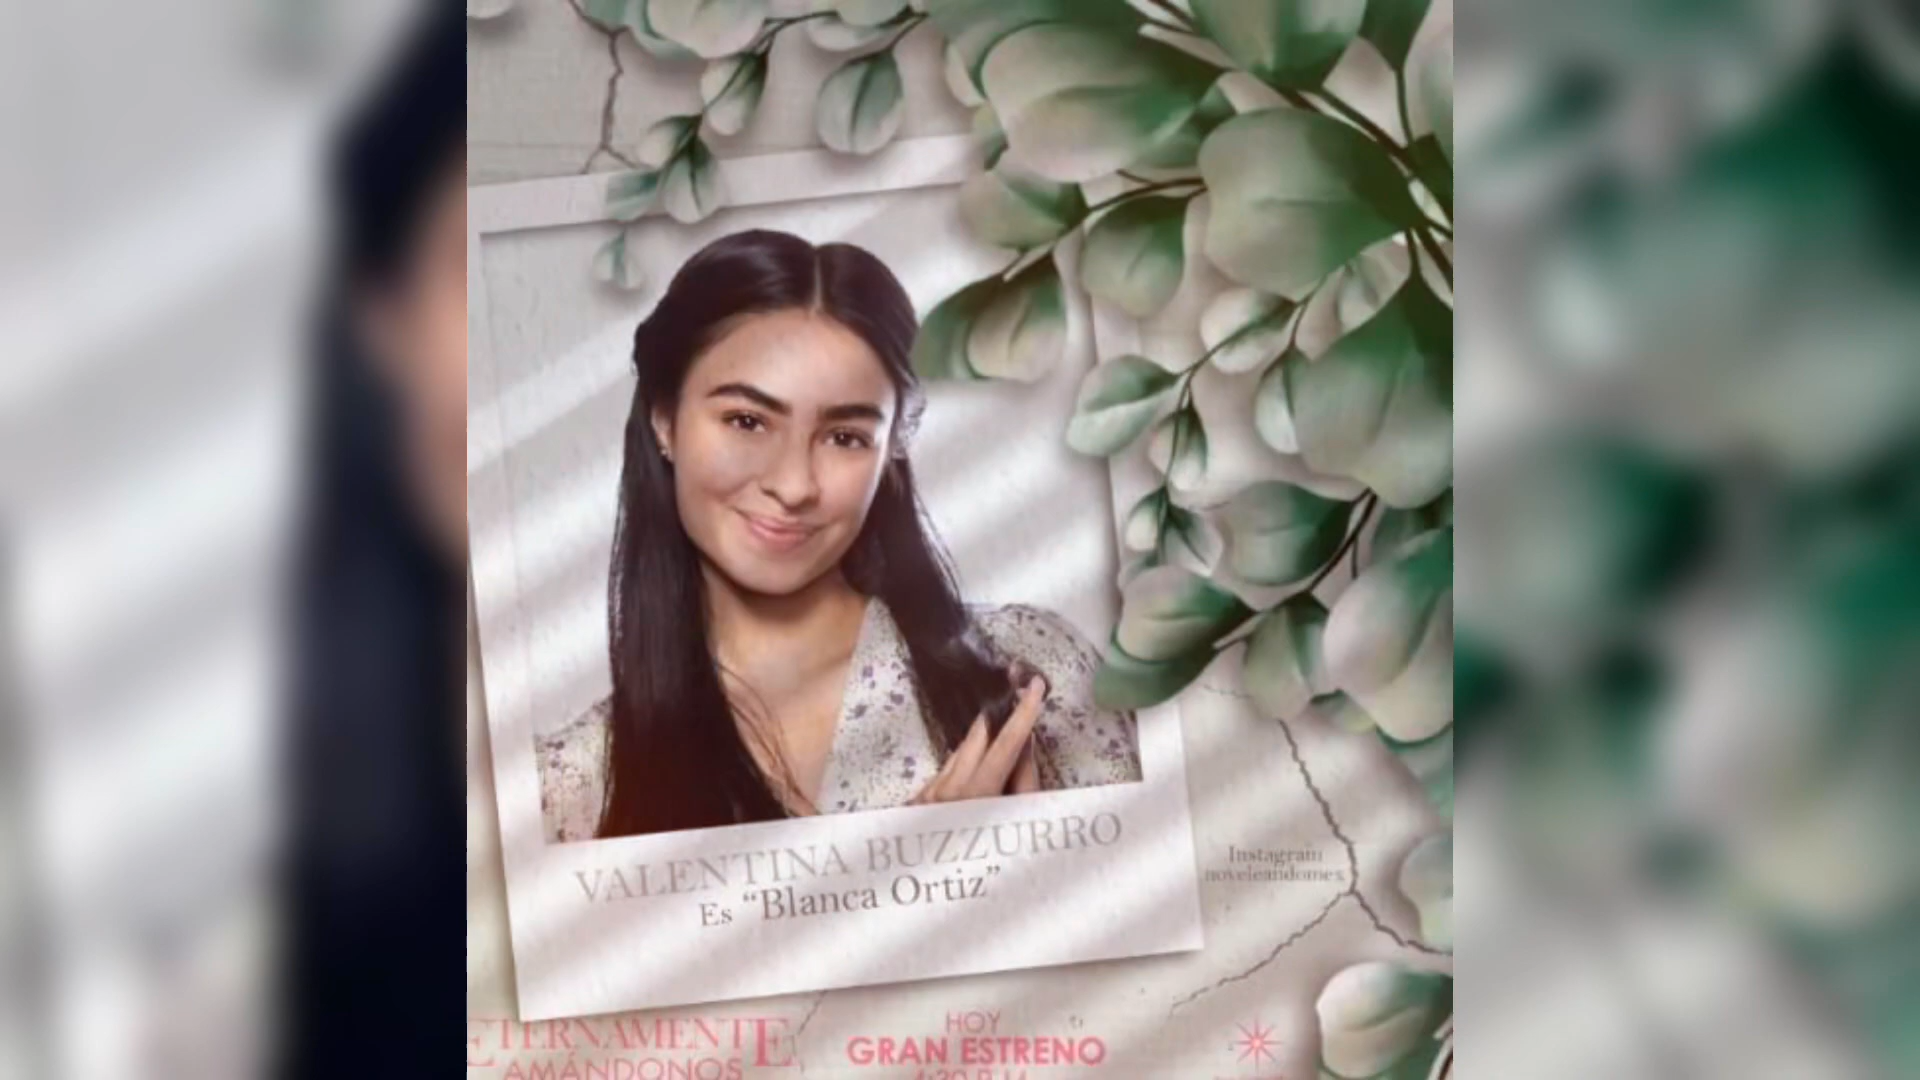 VALENTINA BUZZURRO
Es “Blanca Ortiz”
Instagram
noveleandomex
ETERNAMENTE
AMÁNDONOS
HOY
GRAN ESTRENO